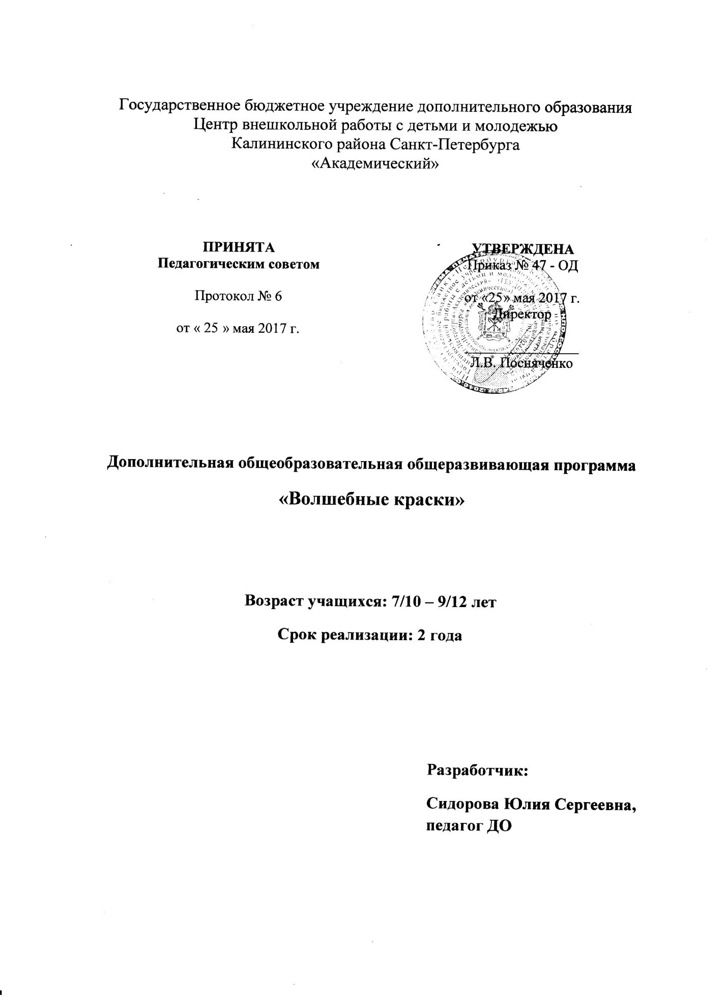 Государственное бюджетное учреждение дополнительного образования
Центр внешкольной работы с детьми и молодежью
Калининского района Санкт-Петербурга
«Академический»
ПРИНЯТА
Педагогическим советом
Протокол № 6
от « 25 » мая 2017 г.
УТВЕРЖДЕНА
Приказ № 47 - ОД
от «25» мая 2017 г.
Директор
Л.В. Посняченко
Дополнительная общеобразовательная общеразвивающая программа
«Волшебные краски»
Возраст учащихся: 7/10 – 9/12 лет
Срок реализации: 2 года
Разработчик:
Сидорова Юлия Сергеевна,
педагог ДО